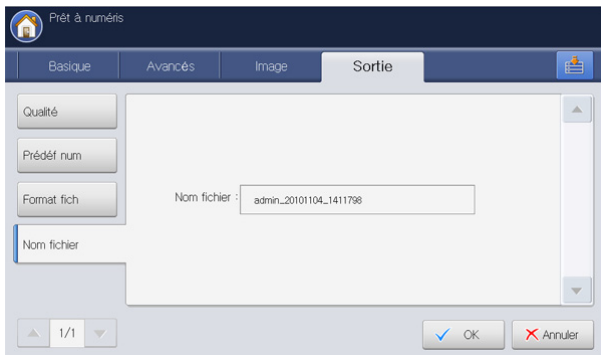 Prêt à numéris
Basique
Avancés
Image
Sortie
Qualité
Prédéf num
Format fich
Nom fichier
Nom fichier :
admin_20101104_1411798
1/1
OK
Annuler